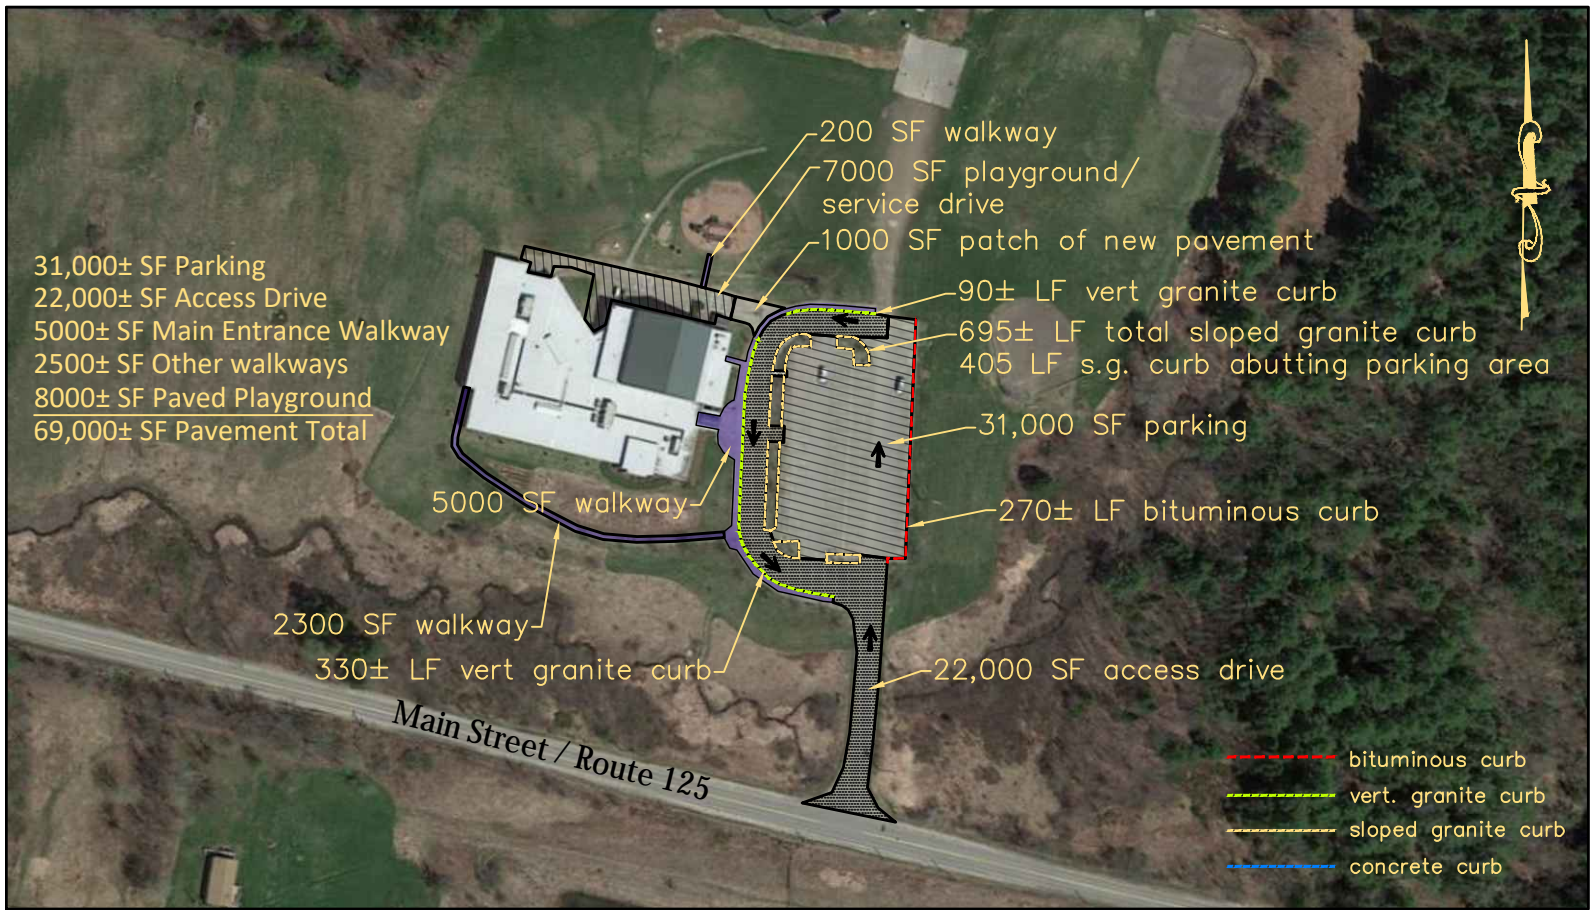 200 SF walkway
7000 SF playground/
service drive
1000 SF patch of new pavement
31,000± SF Parking
22,000± SF Access Drive
5000± SF Main Entrance Walkway
2500± SF Other walkways
8000± SF Paved Playground
69,000± SF Pavement Total
90± LF vert granite curb
695± LF total sloped granite curb
405 LF s.g. curb abutting parking area
31,000 SF parking
5000 SF walkway
270± LF bituminous curb
2300 SF walkway
330± LF vert granite curb
22,000 SF access drive
Main Street / Route 125
bituminous curb
vert. granite curb
sloped granite curb
concrete curb